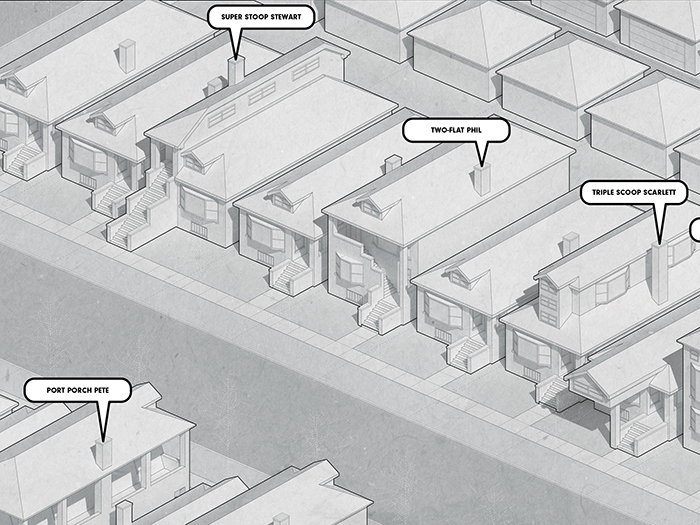 SUPER STOOP STEWART
TWO-FLAT PHIL
TRIPLE SCOOP SCARLETT
PORT PORCH PETE